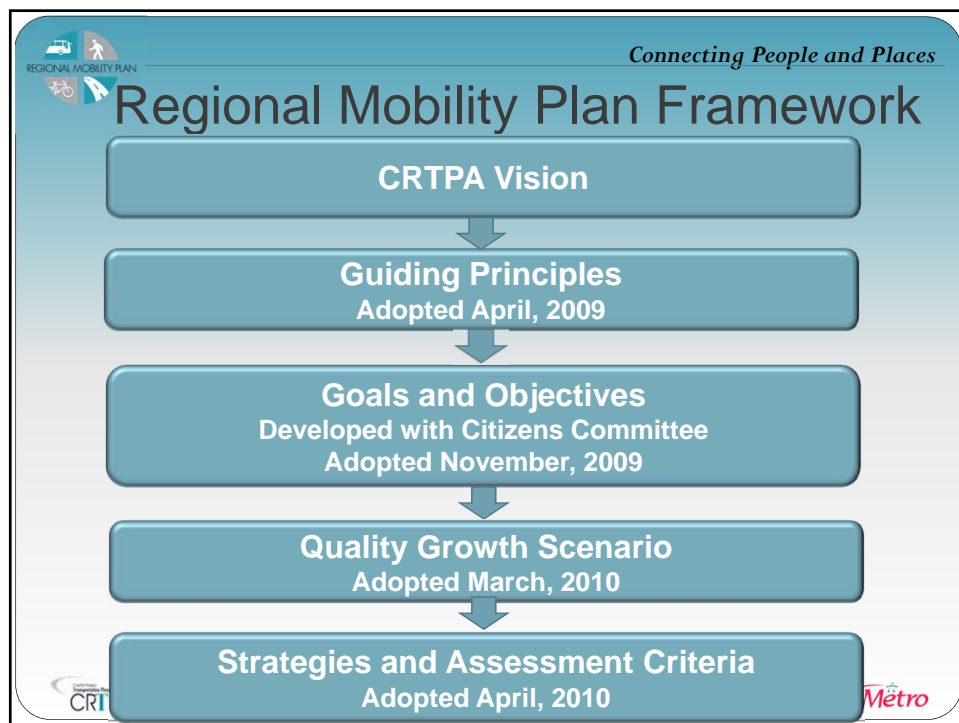 Connecting People and Places
REGIONAL MOBILITY PLAN
Regional Mobility Plan Framework
CRTPA Vision
Guiding Principles
Adopted April, 2009
Goals and Objectives
Developed with Citizens Committee
Adopted November, 2009
Quality Growth Scenario
Adopted March, 2010
Strategies and Assessment Criteria
Adopted April, 2010
CRT
Metro